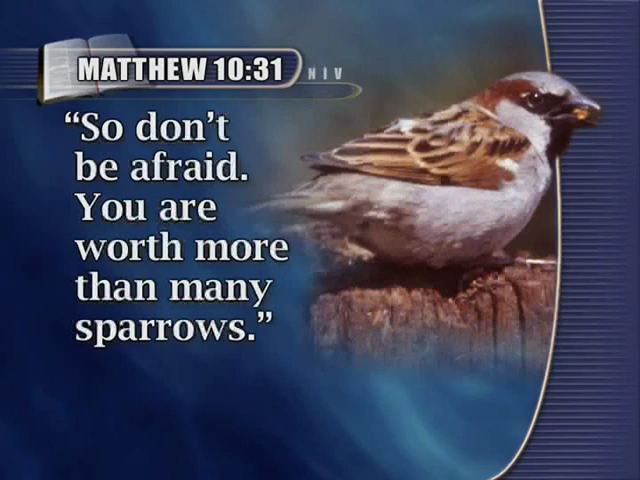 MATTHEW 10:31 NIV
“So don’t
be afraid.
You are
worth more
than many
sparrows.”